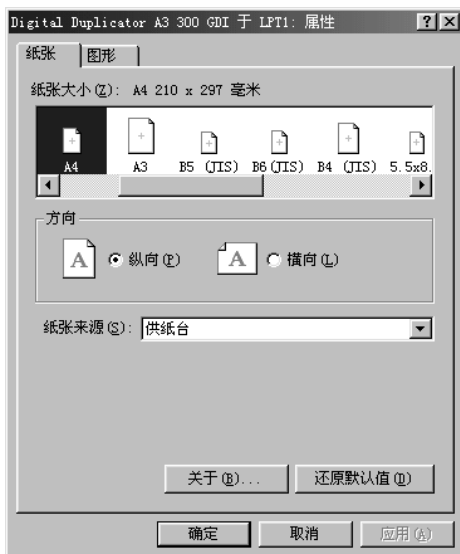 Digital Duplicator A3 300 GDI 于 LPT1: 属性
纸张 图形
纸张大小(Z): A4 210 x 297 毫米
A4 A3 B5 (JIS) B6(JIS) B4 (JIS) 5.5x8.
方向
A 纵向(P) A 横向(L)
纸张来源(S): 供纸台
关于(B)... 还原默认值(D)
确定 取消 应用(A)